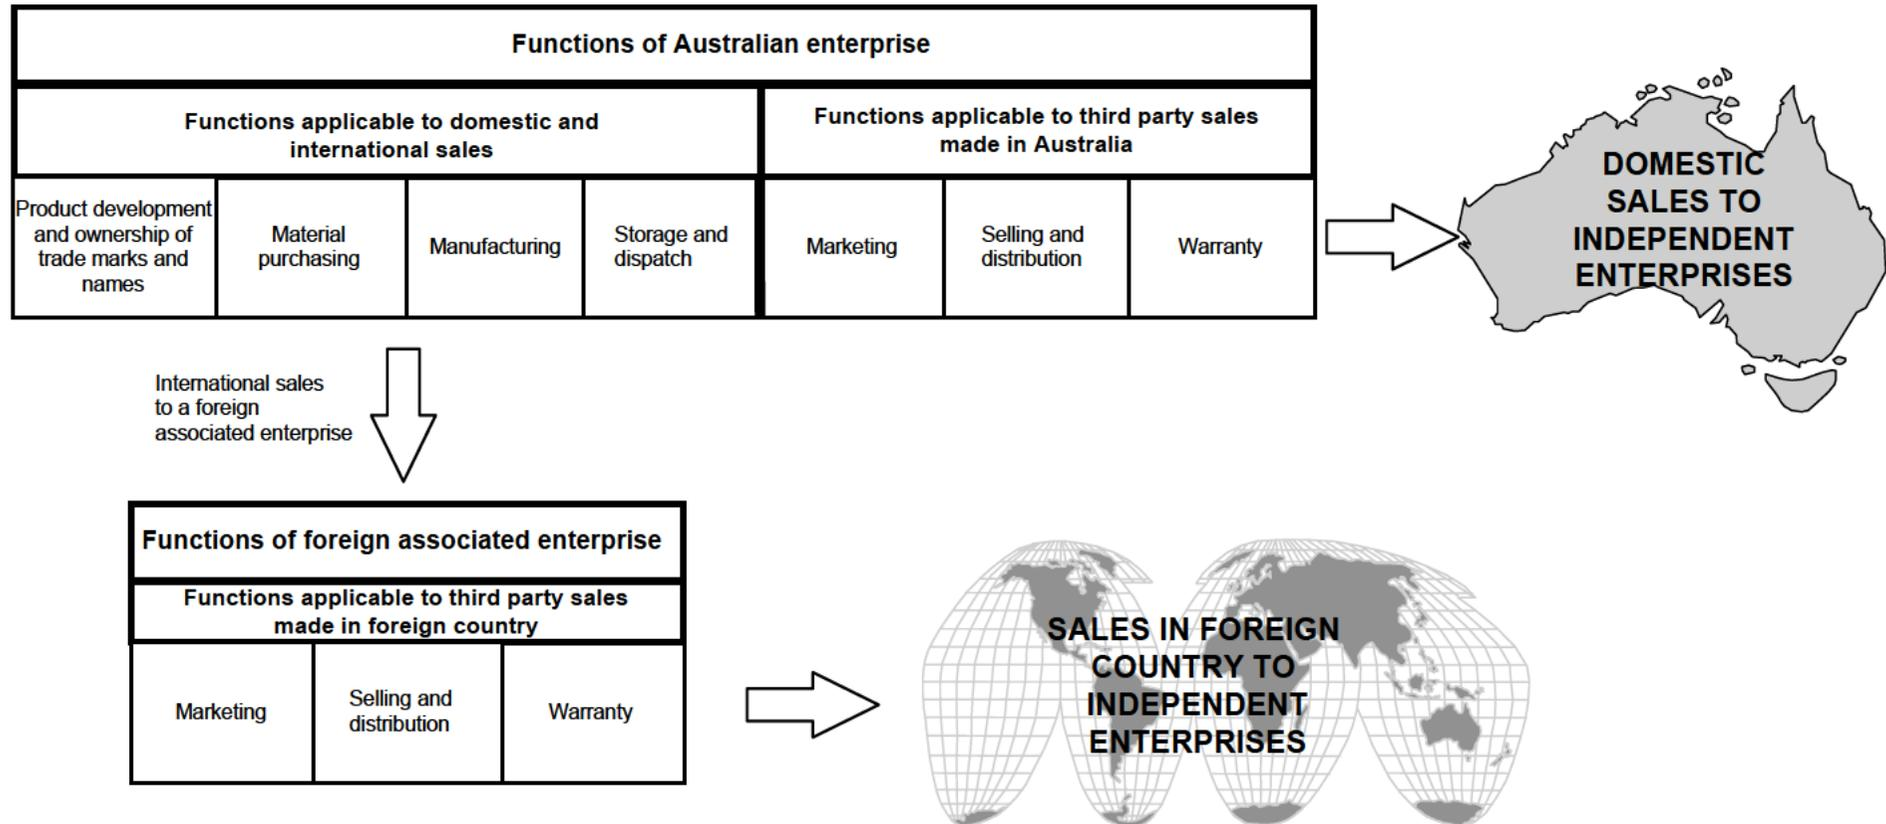 Functions of Australian enterprise
Functions applicable to domestic and
international sales
Functions applicable to third party sales
made in Australia
Product development
and ownership of
trade marks and
names
Material
purchasing
Manufacturing
Storage and
dispatch
Marketing
Selling and
distribution
Warranty
DOMESTIC
SALES TO
INDEPENDENT
ENTERPRISES
International sales
to a foreign
associated enterprise
Functions of foreign associated enterprise
Functions applicable to third party sales
made in foreign country
Marketing
Selling and
distribution
Warranty
SALES IN FOREIGN
COUNTRY TO
INDEPENDENT
ENTERPRISES